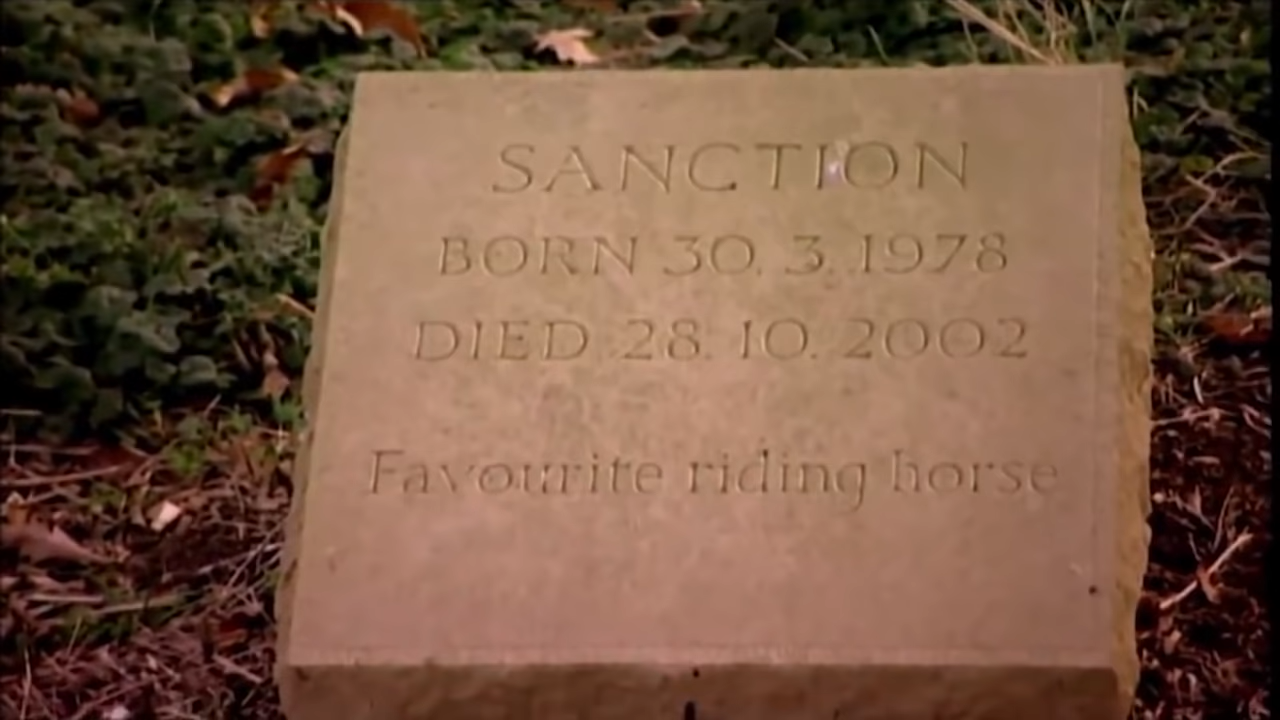 SANCTION
BORN 30. 3. 1978
DIED 28. 10. 2002
Favourite riding horse